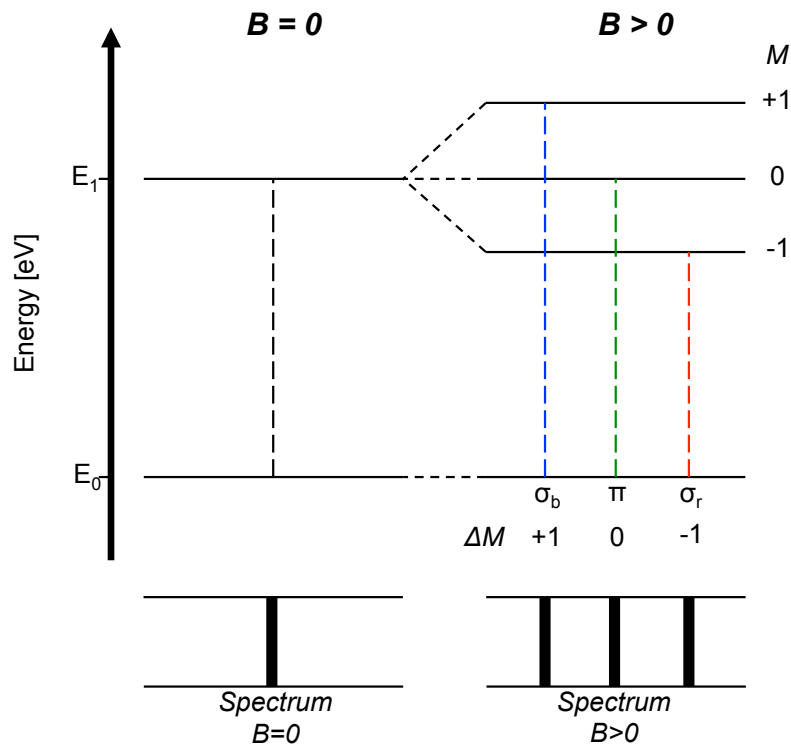 B = 0
B > 0
M
+1
E₁
0
-1
Energy [eV]
E₀
σb π σr
ΔM +1 0 -1
Spectrum
B=0
Spectrum
B>0